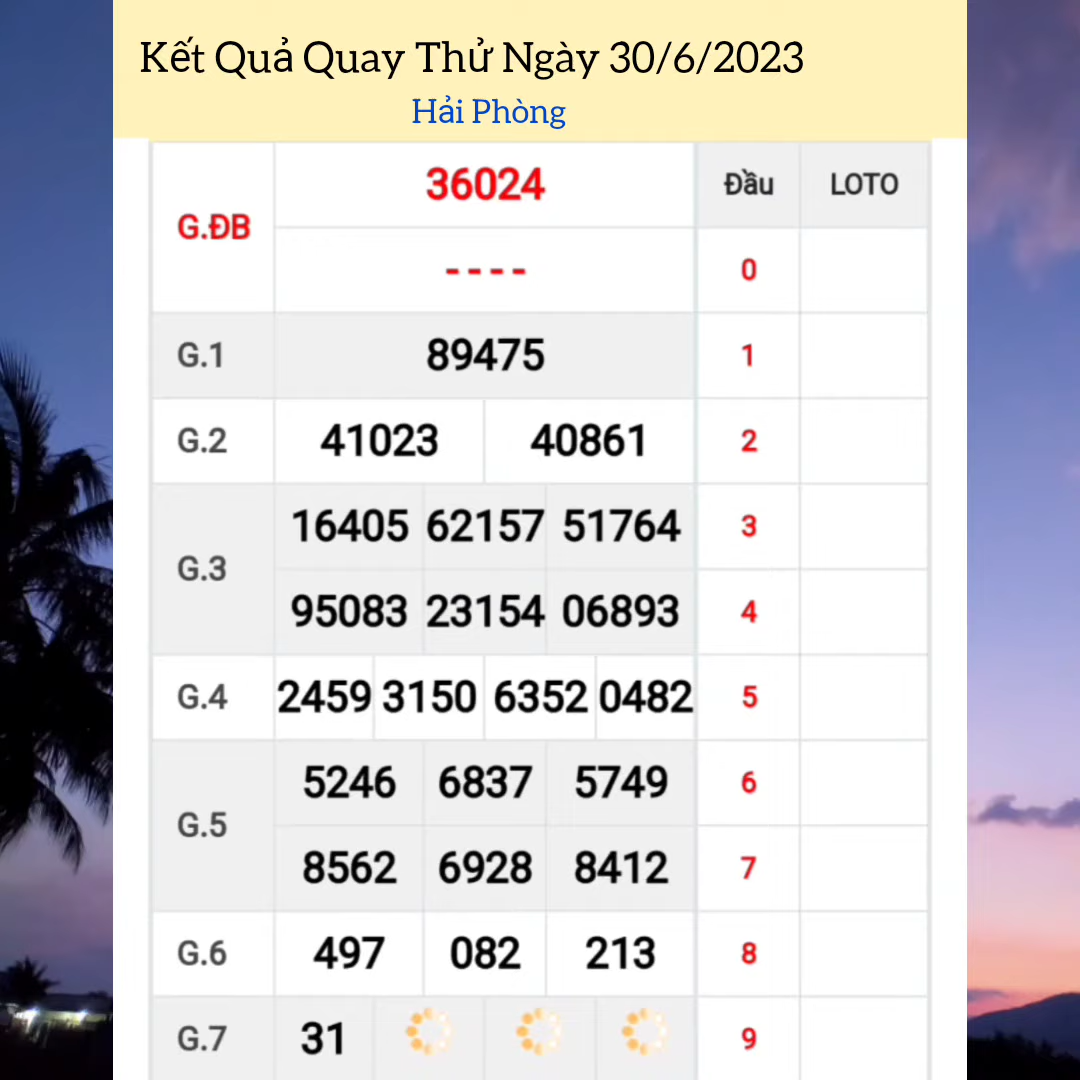 Kết Quả Quay Thử Ngày 30/6/2023
Hải Phòng
36024 Đầu LOTO
G.ĐB
---- 0
G.1 89475 1
G.2 41023 40861 2
16405 62157 51764 3
G.3
95083 23154 06893 4
G.4 2459 3150 6352 0482 5
5246 6837 5749 6
G.5
8562 6928 8412 7
G.6 497 082 213 8
G.7 31 9